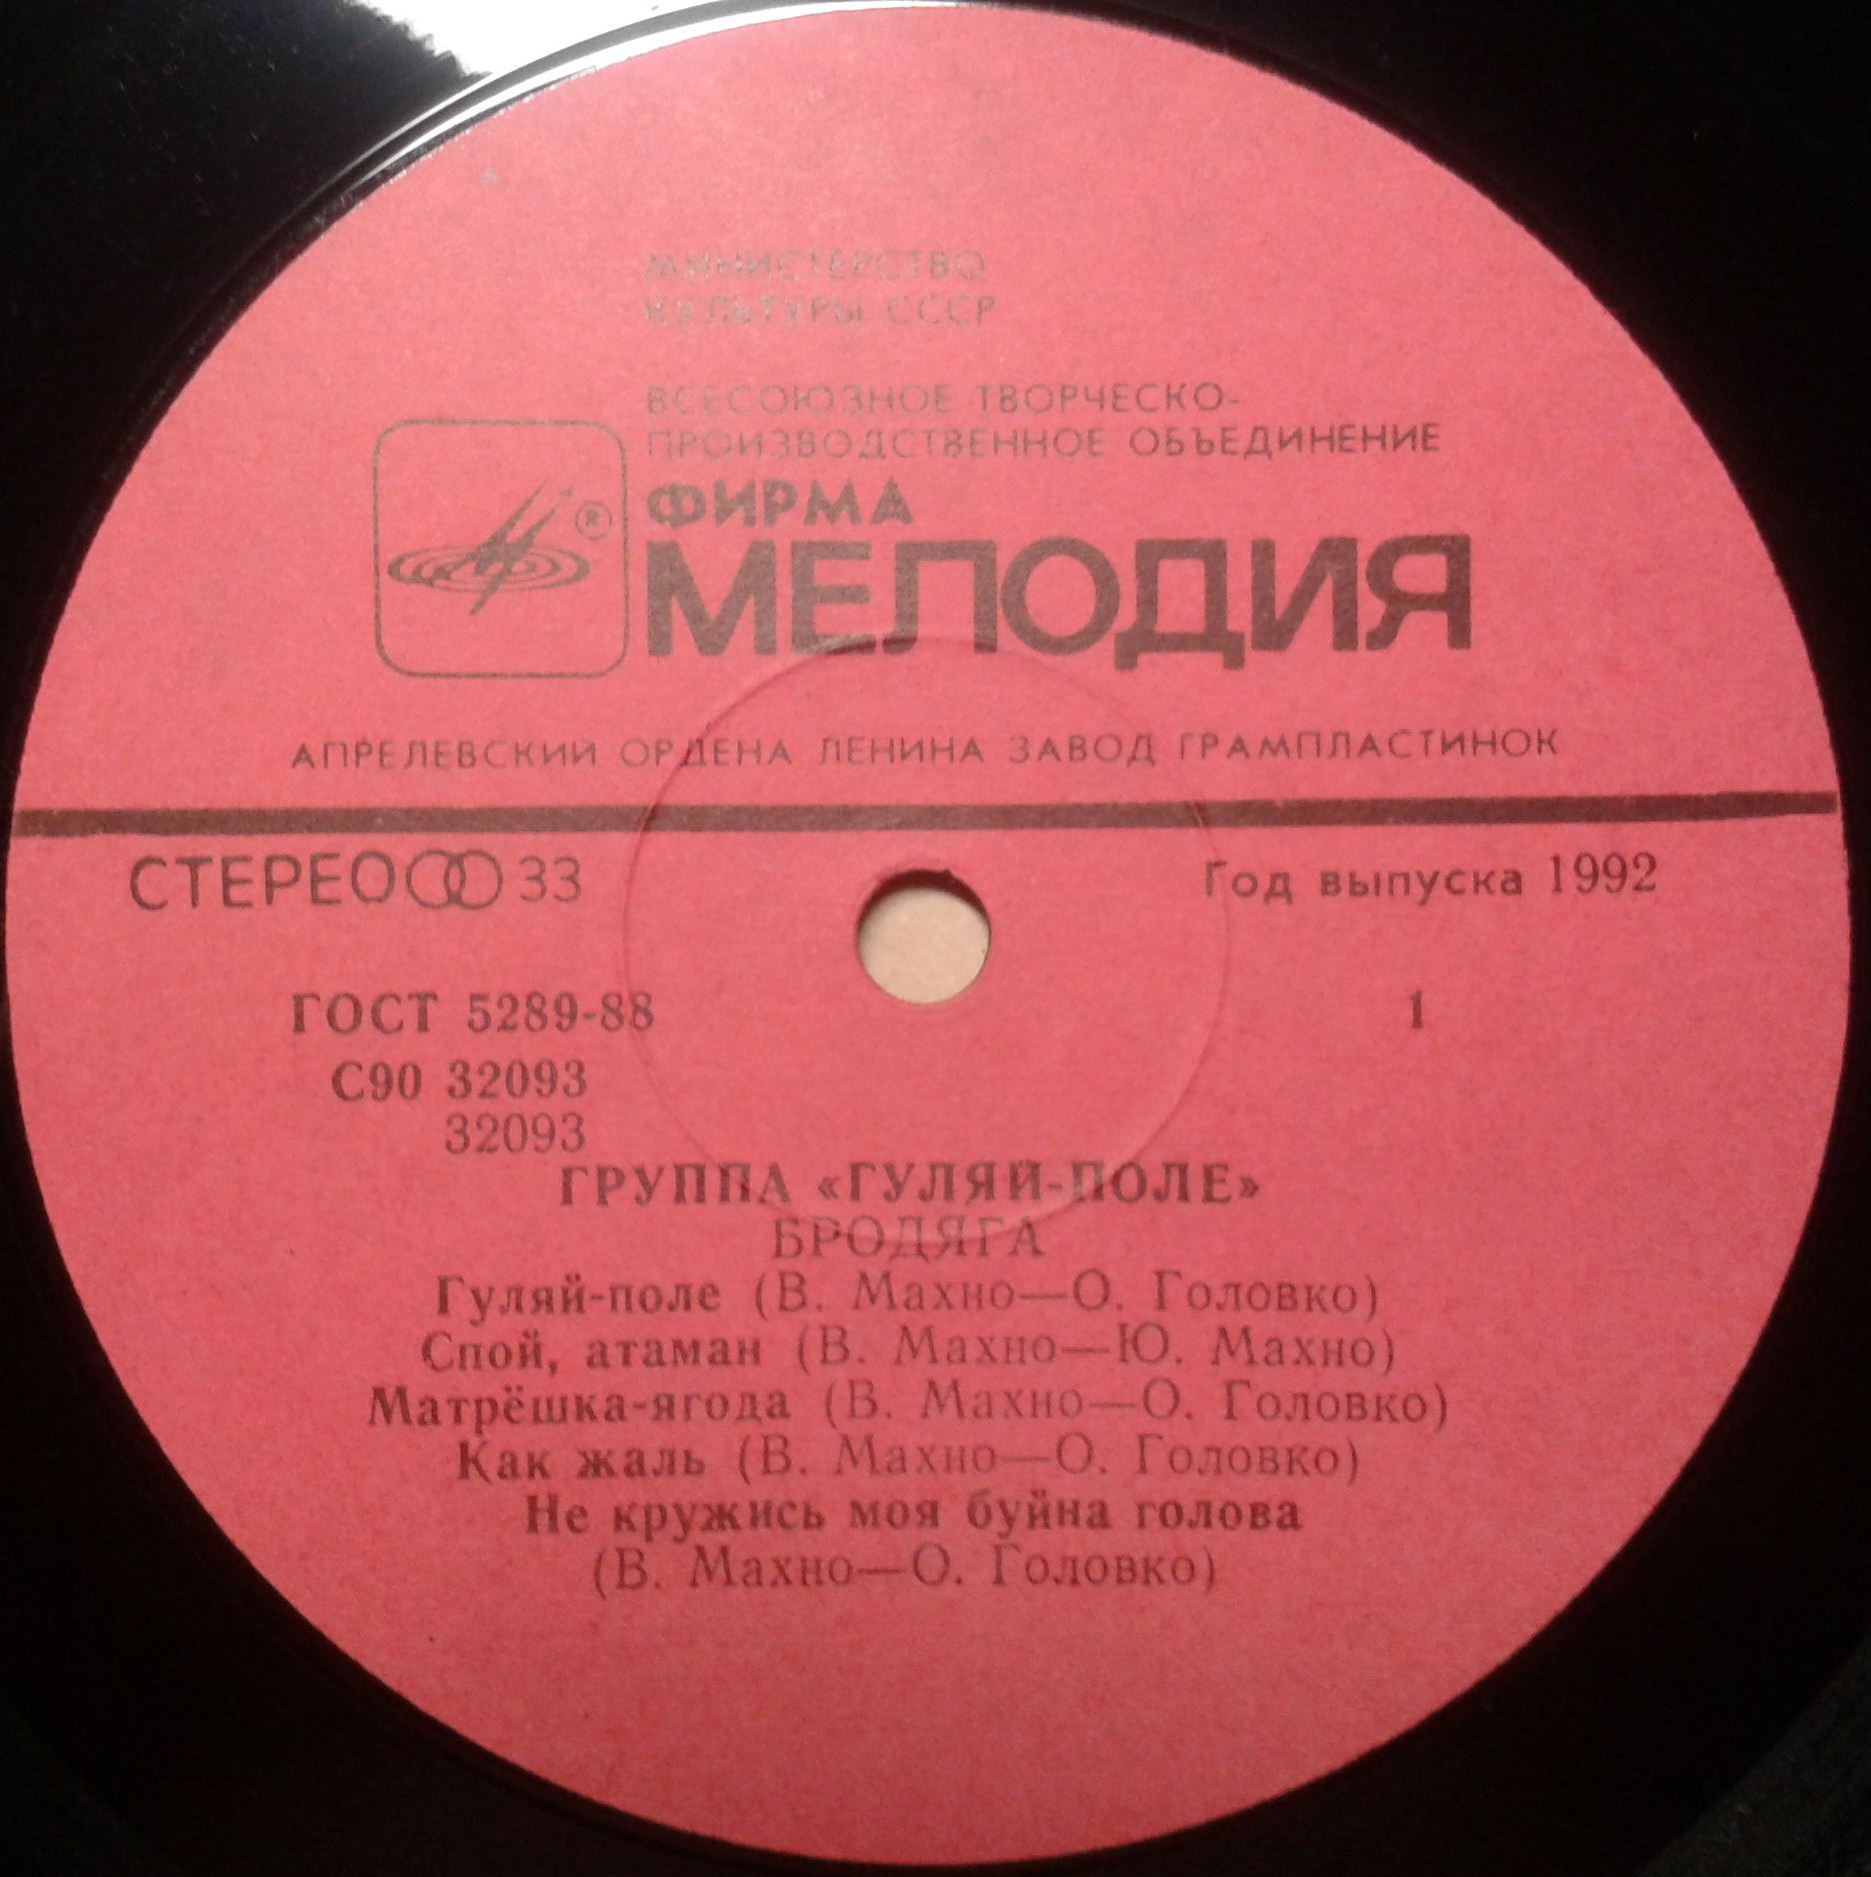 МИНИСТЕРСТВО
КУЛЬТУРЫ СССР
ВСЕСОЮЗНОЕ ТВОРЧЕСКО-
ПРОИЗВОДСТВЕННОЕ ОБЪЕДИНЕНИЕ
®
ФИРМА
МЕЛОДИЯ
АПРЕЛЕВСКИЙ ОРДЕНА ЛЕНИНА ЗАВОД ГРАМПЛАСТИНОК
СТЕРЕО 33 Год выпуска 1992
ГОСТ 5289-88 1
С90 32093
32093
ГРУППА «ГУЛЯЙ-ПОЛЕ»
БРОДЯГА
Гуляй-поле (В. Махно—О. Головко)
Спой, атаман (В. Махно—Ю. Махно)
Матрёшка-ягода (В. Махно—О. Головко)
Как жаль (В. Махно—О. Головко)
Не кружись моя буйна голова
(В. Махно—О. Головко)